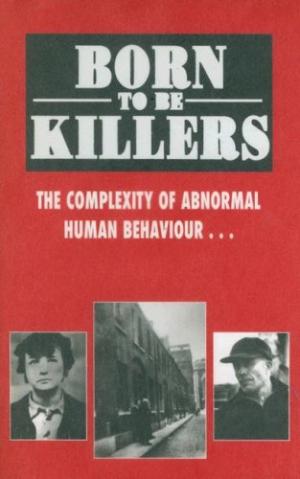 BORN
TO BE
KILLERS
THE COMPLEXITY OF ABNORMAL
HUMAN BEHAVIOUR . . .